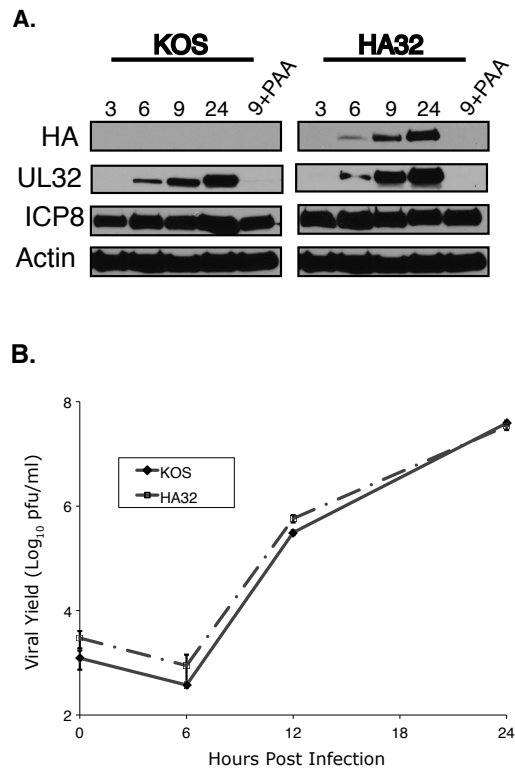 A.
KOS HA32
3 6 9 24 9+PAA 3 6 9 24 9+PAA
HA
UL32
ICP8
Actin
B.
8
6
4
2
Viral Yield (Log10 pfu/ml)
KOS
HA32
0 6 12 18 24
Hours Post Infection